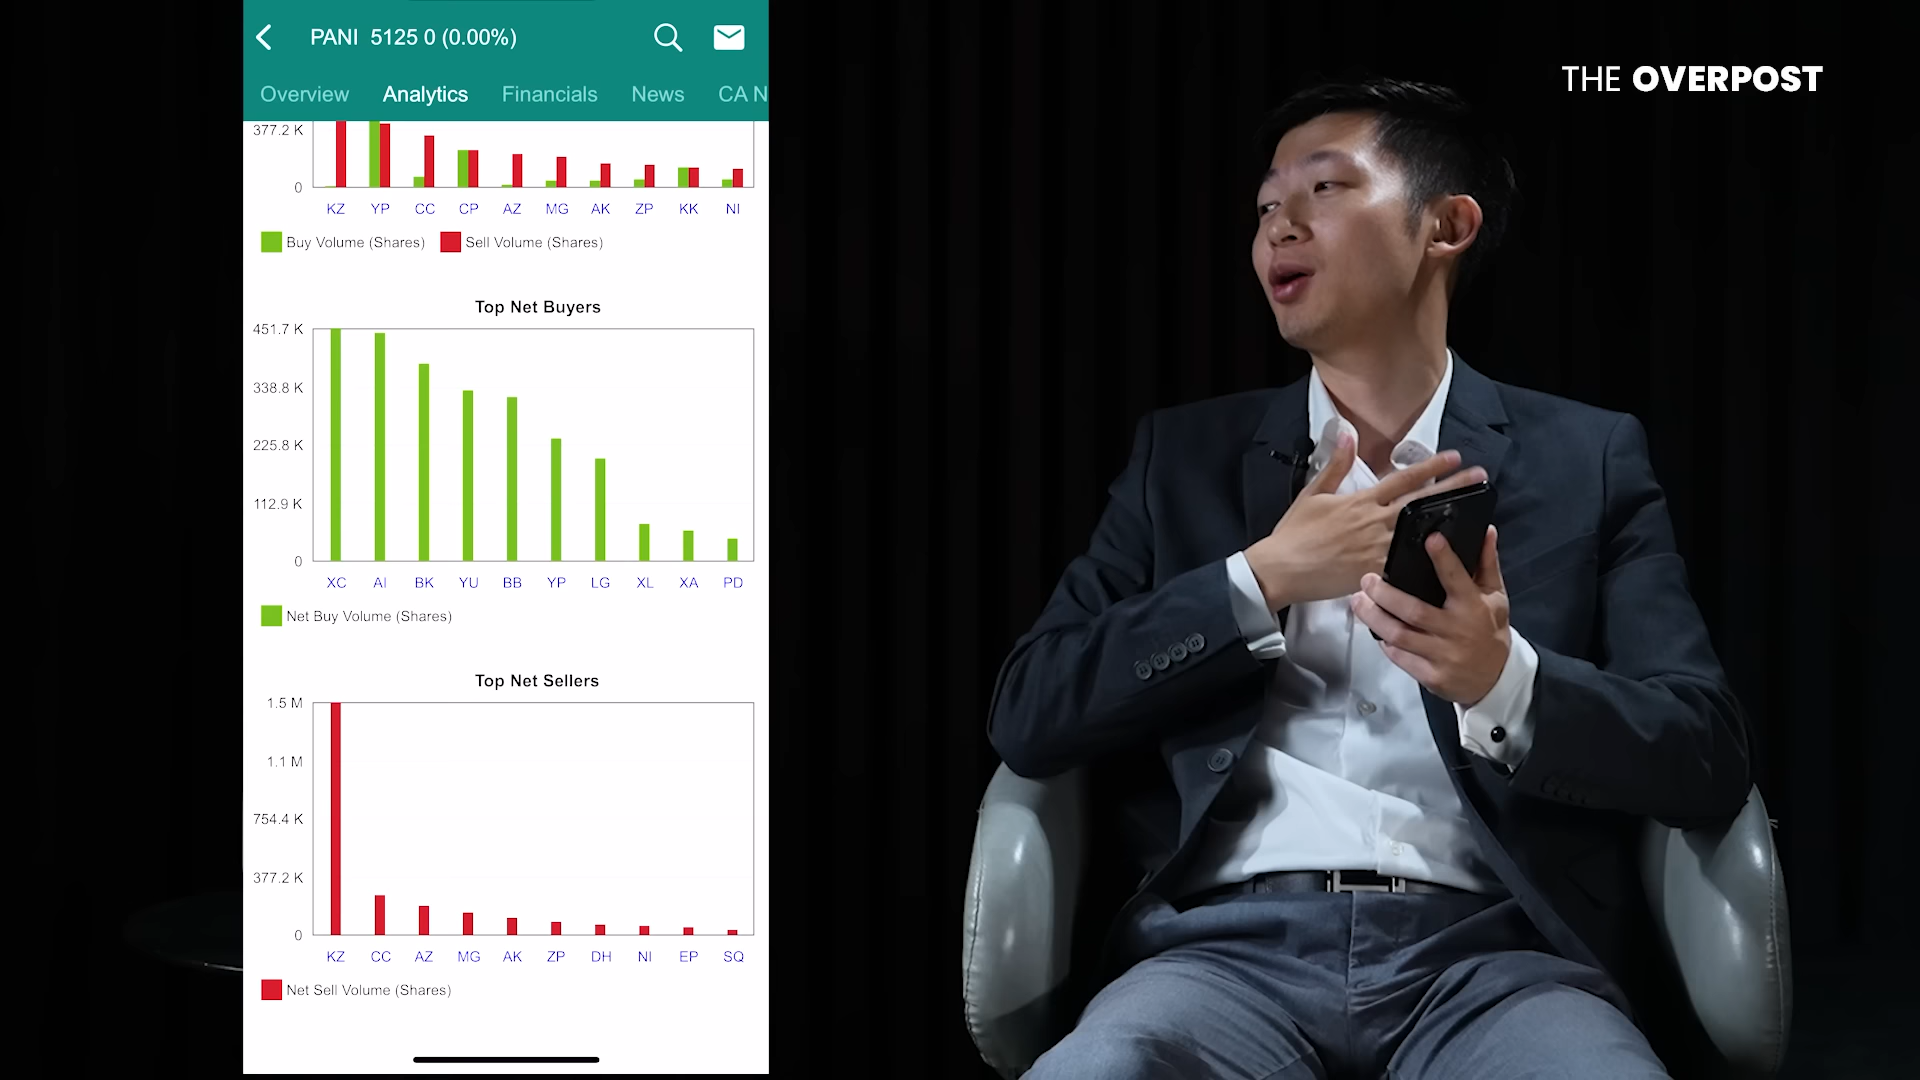 PANI 5125 0 (0.00%)
Overview Analytics Financials News CA N
377.2 K
0
KZ YP CC CP AZ MG AK ZP KK NI
Buy Volume (Shares) Sell Volume (Shares)
Top Net Buyers
451.7 K
338.8 K
225.8 K
112.9 K
0
XC AI BK YU BB YP LG XL XA PD
Net Buy Volume (Shares)
Top Net Sellers
1.5 M
1.1 M
754.4 K
377.2 K
0
KZ CC AZ MG AK ZP DH NI EP SQ
Net Sell Volume (Shares)
THE OVERPOST